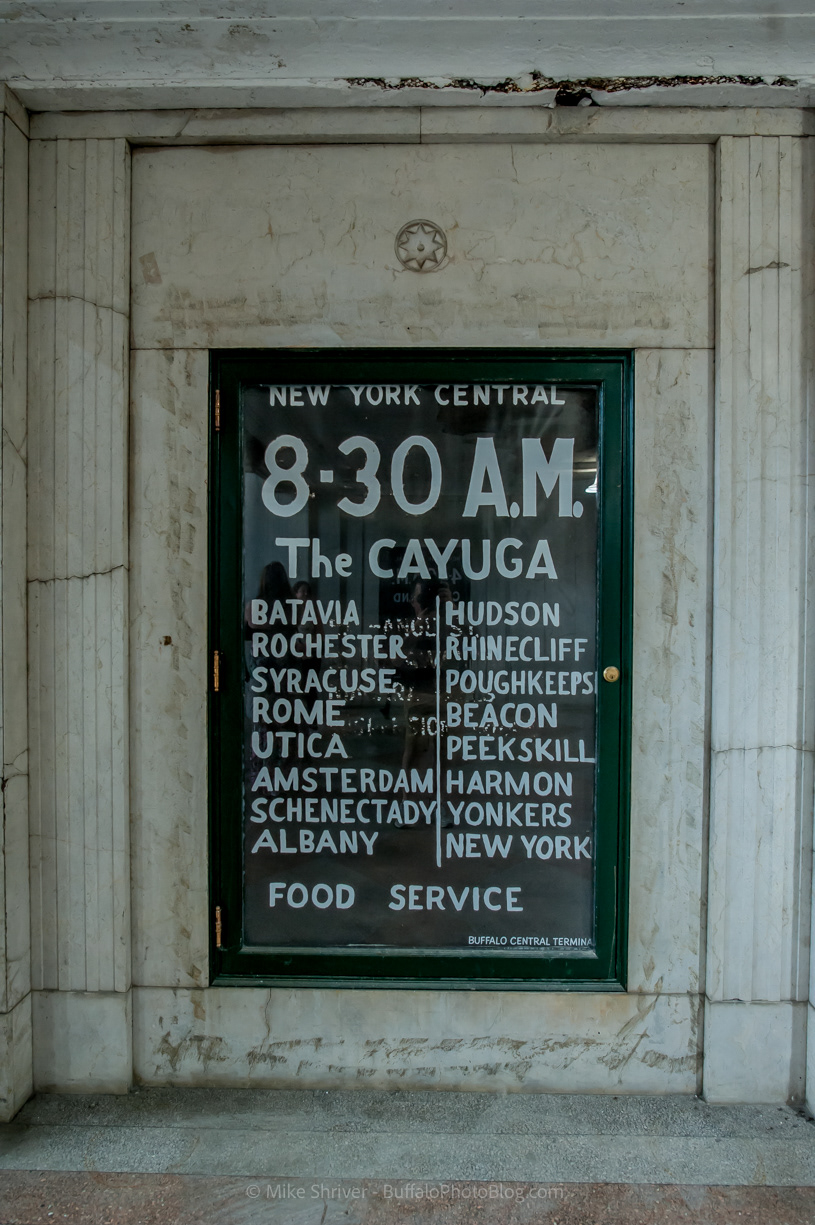 NEW YORK CENTRAL
8:30 A.M.
The CAYUGA
BATAVIA
ROCHESTER
SYRACUSE
ROME
UTICA
AMSTERDAM
SCHENECTADY
ALBANY
HUDSON
RHINECLIFF
POUGHKEEPS
BEACON
PEEKSKILL
HARMON
YONKERS
NEW YORK
FOOD SERVICE
BUFFALO CENTRAL TERMINA
© Mike Shriver - BuffaloPhotoBlog.com